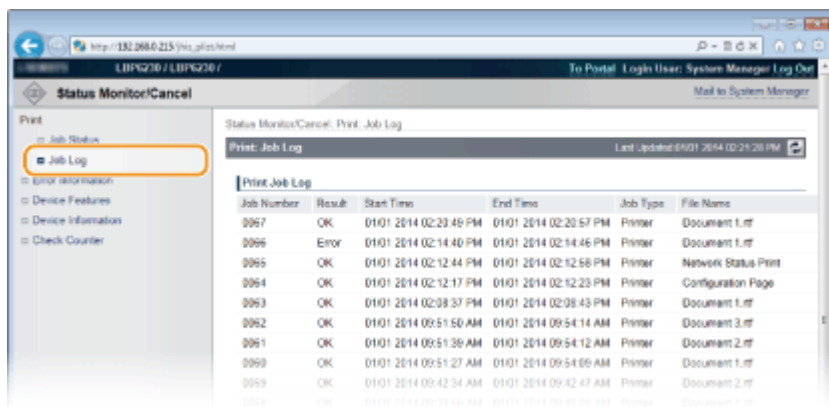 http://192.168.0.215/jhis_plist.html
LBP6230 / LBP6230 /
To Portal Login User: System Manager Log Out
Status Monitor/Cancel
Mail to System Manager
Print
Job Status
Job Log
Error Information
Device Features
Device Information
Check Counter
Status Monitor/Cancel: Print: Job Log
Print: Job Log
Last Updated:01/01 2014 02:21:28 PM
Print Job Log
Job Number Result Start Time End Time Job Type File Name
0067 OK 01/01 2014 02:20:49 PM 01/01 2014 02:20:57 PM Printer Document 1.rtf
0066 Error 01/01 2014 02:14:40 PM 01/01 2014 02:14:46 PM Printer Document 1.rtf
0065 OK 01/01 2014 02:12:44 PM 01/01 2014 02:12:58 PM Printer Network Status Print
0064 OK 01/01 2014 02:12:17 PM 01/01 2014 02:12:23 PM Printer Configuration Page
0063 OK 01/01 2014 02:08:37 PM 01/01 2014 02:08:43 PM Printer Document 1.rtf
0062 OK 01/01 2014 09:51:50 AM 01/01 2014 09:54:14 AM Printer Document 3.rtf
0061 OK 01/01 2014 09:51:39 AM 01/01 2014 09:54:12 AM Printer Document 2.rtf
0060 OK 01/01 2014 09:51:27 AM 01/01 2014 09:54:09 AM Printer Document 1.rtf
0059 OK 01/01 2014 09:42:34 AM 01/01 2014 09:42:47 AM Printer Document 2.rtf